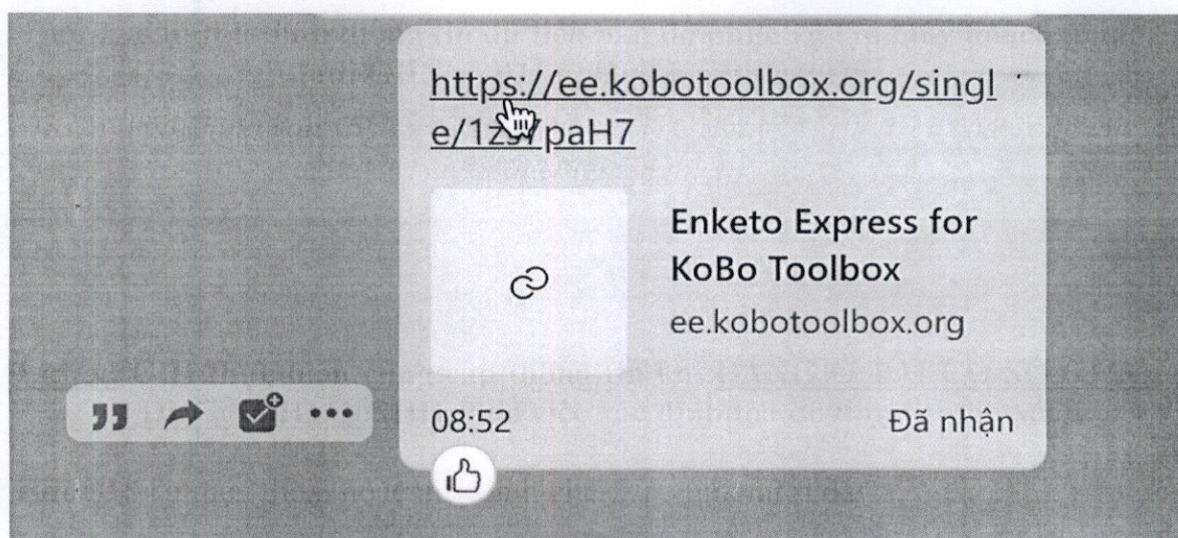 https://ee.kobotoolbox.org/singl
Enketo Express for
KoBo Toolbox
ee.kobotoolbox.org
08:52
Đã nhận